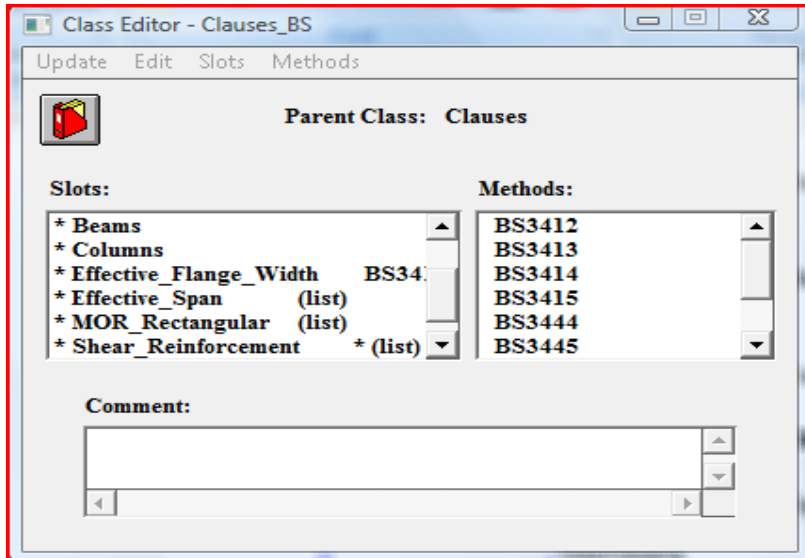 Class Editor - Clauses_BS
Update Edit Slots Methods
Parent Class: Clauses
Slots:
* Beams
* Columns
* Effective_Flange_Width BS341
* Effective_Span (list)
* MOR_Rectangular (list)
* Shear_Reinforcement * (list)
Methods:
BS3412
BS3413
BS3414
BS3415
BS3444
BS3445
Comment: